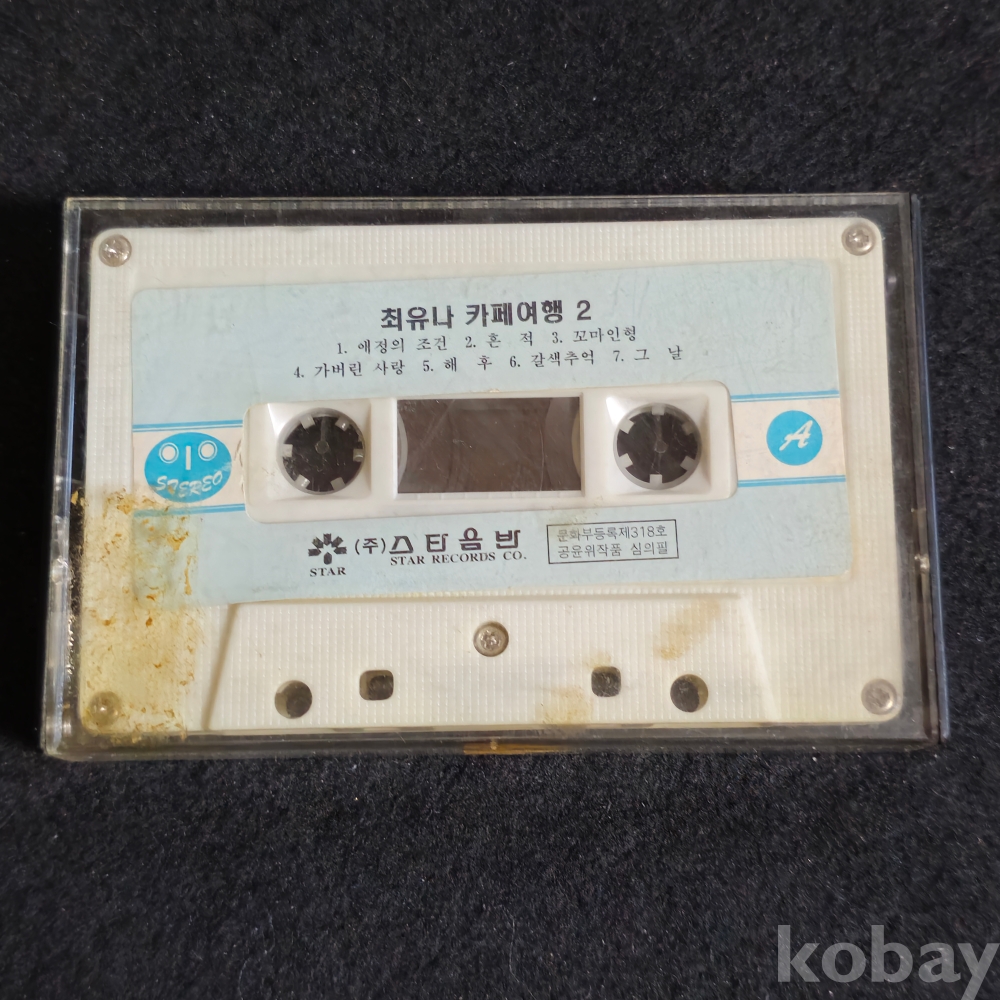 최유나 카페여행 2
1. 애정의 조건 2. 흔 적 3. 꼬마인형
4. 가버린 사랑 5. 해 후 6. 갈색추억 7. 그 날
STEREO
A
STAR
(주)스타음반
STAR RECORDS CO.
문화부등록제318호
공윤위작품 심의필
kobay